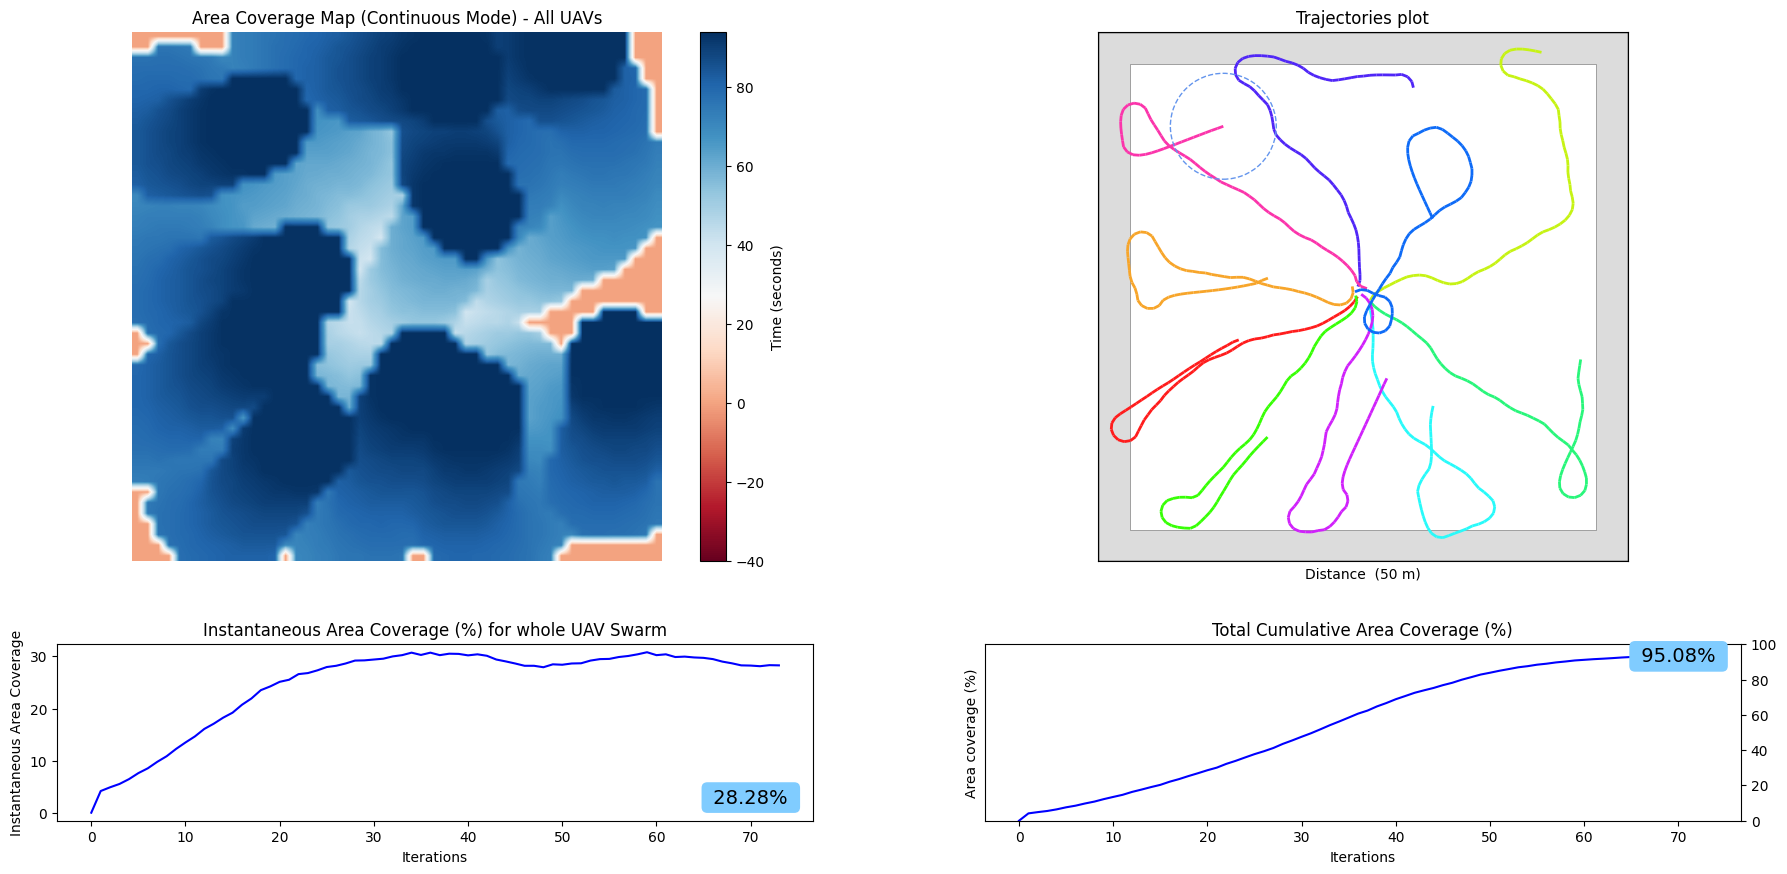 Area Coverage Map (Continuous Mode) - All UAVs
80
60
40
20
0
−20
−40
Time (seconds)
Trajectories plot
Distance  (50 m)
Instantaneous Area Coverage (%) for whole UAV Swarm
Instantaneous Area Coverage
30
20
10
0
28.28%
0 10 20 30 40 50 60 70
Iterations
Total Cumulative Area Coverage (%)
Area coverage (%)
95.08%
100
80
60
40
20
0
0 10 20 30 40 50 60 70
Iterations